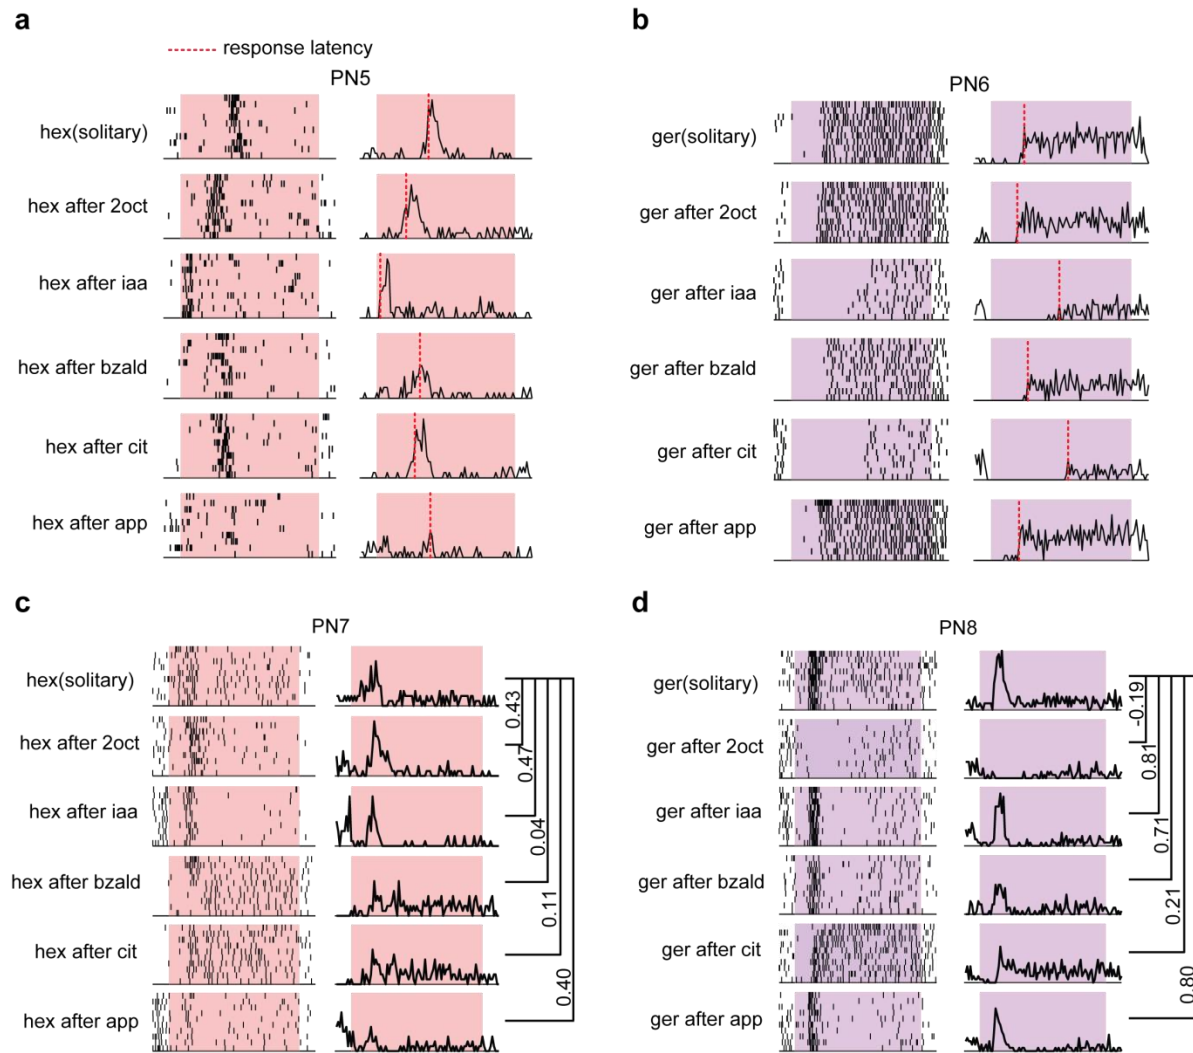 a
response latency
PN5
hex(solitary)
hex after 2oct
hex after iaa
hex after bzald
hex after cit
hex after app
b
PN6
ger(solitary)
ger after 2oct
ger after iaa
ger after bzald
ger after cit
ger after app
c
PN7
hex(solitary)
hex after 2oct
hex after iaa
hex after bzald
hex after cit
hex after app
0.43
0.47
0.04
0.11
0.40
d
PN8
ger(solitary)
ger after 2oct
ger after iaa
ger after bzald
ger after cit
ger after app
-0.19
0.81
0.71
0.21
0.80